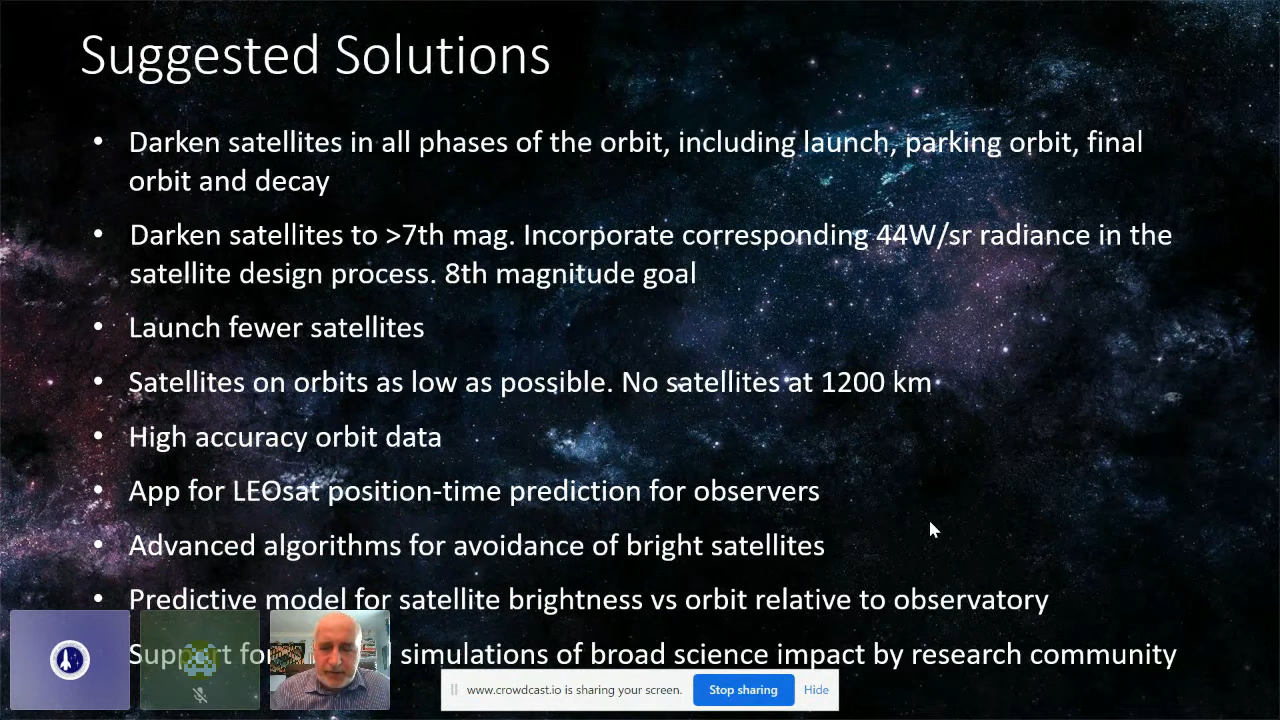 Suggested Solutions
• Darken satellites in all phases of the orbit, including launch, parking orbit, final
orbit and decay
• Darken satellites to >7th mag. Incorporate corresponding 44W/sr radiance in the
satellite design process. 8th magnitude goal
• Launch fewer satellites
• Satellites on orbits as low as possible. No satellites at 1200 km
• High accuracy orbit data
• App for LEOsat position-time prediction for observers
• Advanced algorithms for avoidance of bright satellites
• Predictive model for satellite brightness vs orbit relative to observatory
Support for simulations of broad science impact by research community
www.crowdcast.io is sharing your screen.
Stop sharing
Hide